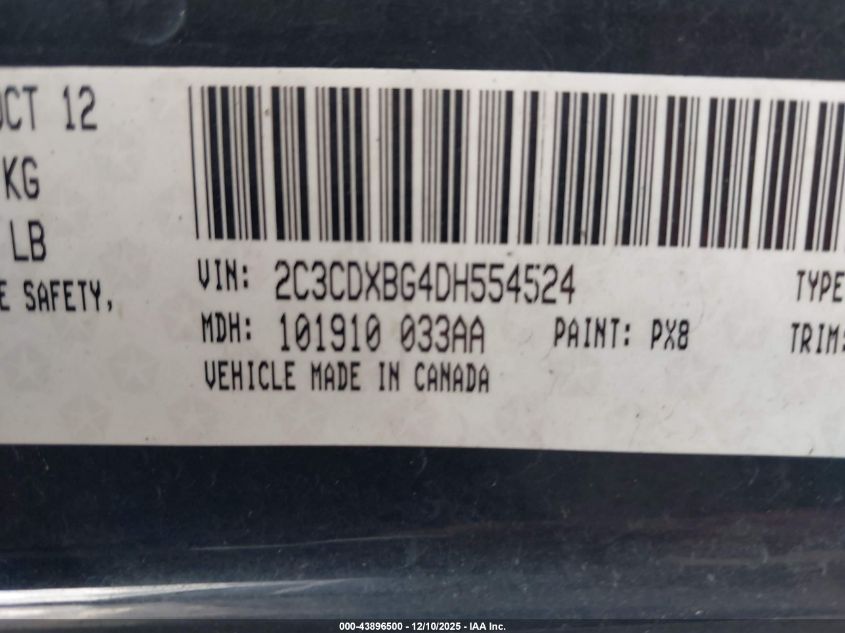 OCT 12
KG
LB
E SAFETY,
VIN: 2C3CDXBG4DH554524
TYPE
MDH: 101910 033AA
PAINT: PX8
TRIM:
VEHICLE MADE IN CANADA
000-43896500 - 12/10/2025 - IAA Inc.